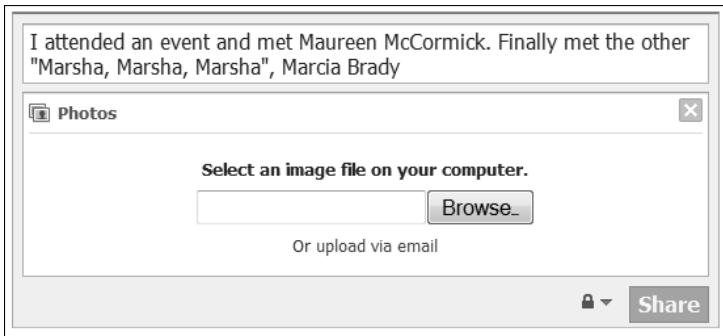 I attended an event and met Maureen McCormick. Finally met the other
"Marsha, Marsha, Marsha", Marcia Brady
Photos
Select an image file on your computer.
Browse..
Or upload via email
Share